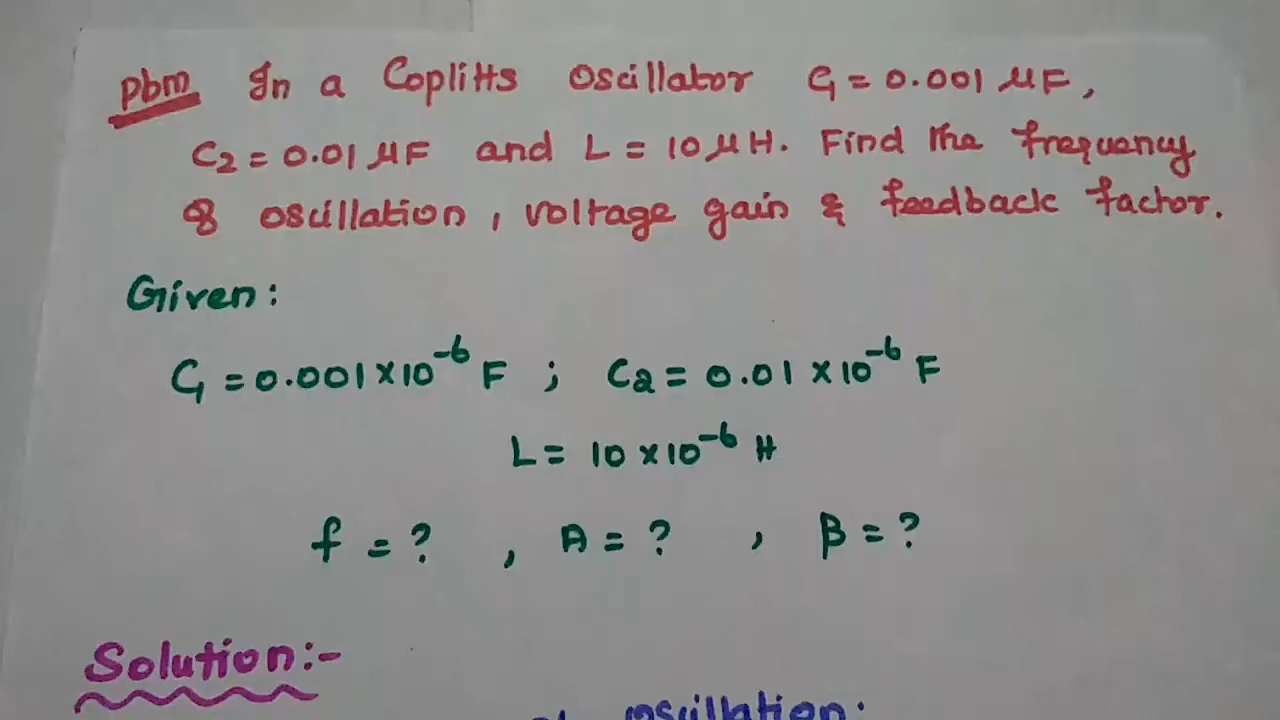 Pbm In a Coplitts Oscillator C1 = 0.001 μF,
C2 = 0.01 μF and L = 10 μH. Find the frequency
of oscillation, voltage gain & feedback factor.
Given:
C1 = 0.001 × 10⁻⁶ F ; C2 = 0.01 × 10⁻⁶ F
L = 10 × 10⁻⁶ H
f = ? , A = ? , β = ?
Solution:-
oscillation: